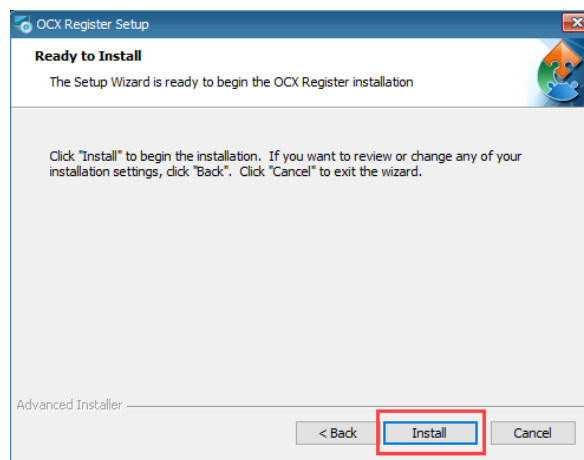 OCX Register Setup
Ready to Install
The Setup Wizard is ready to begin the OCX Register installation
Click "Install" to begin the installation. If you want to review or change any of your
installation settings, click "Back". Click "Cancel" to exit the wizard.
Advanced Installer
< Back Install Cancel